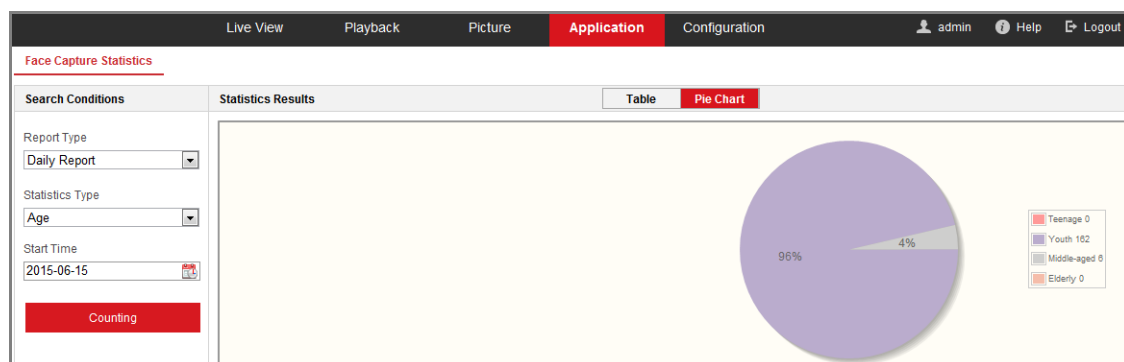 Live View Playback Picture Application Configuration admin Help Logout
Face Capture Statistics
Search Conditions
Statistics Results
Table Pie Chart
Report Type
Daily Report
Statistics Type
Age
Start Time
2015-06-15
Counting
96%
4%
Teenage 0
Youth 162
Middle-aged 6
Elderly 0